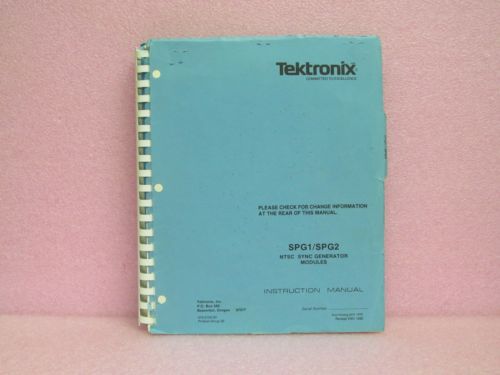 Tektronix
COMMITTED TO EXCELLENCE
PLEASE CHECK FOR CHANGE INFORMATION
AT THE REAR OF THIS MANUAL.
SPG1/SPG2
NTSC SYNC GENERATOR
MODULES
INSTRUCTION MANUAL
Tektronix, Inc.
P.O. Box 500
Beaverton, Oregon 97077
Serial Number